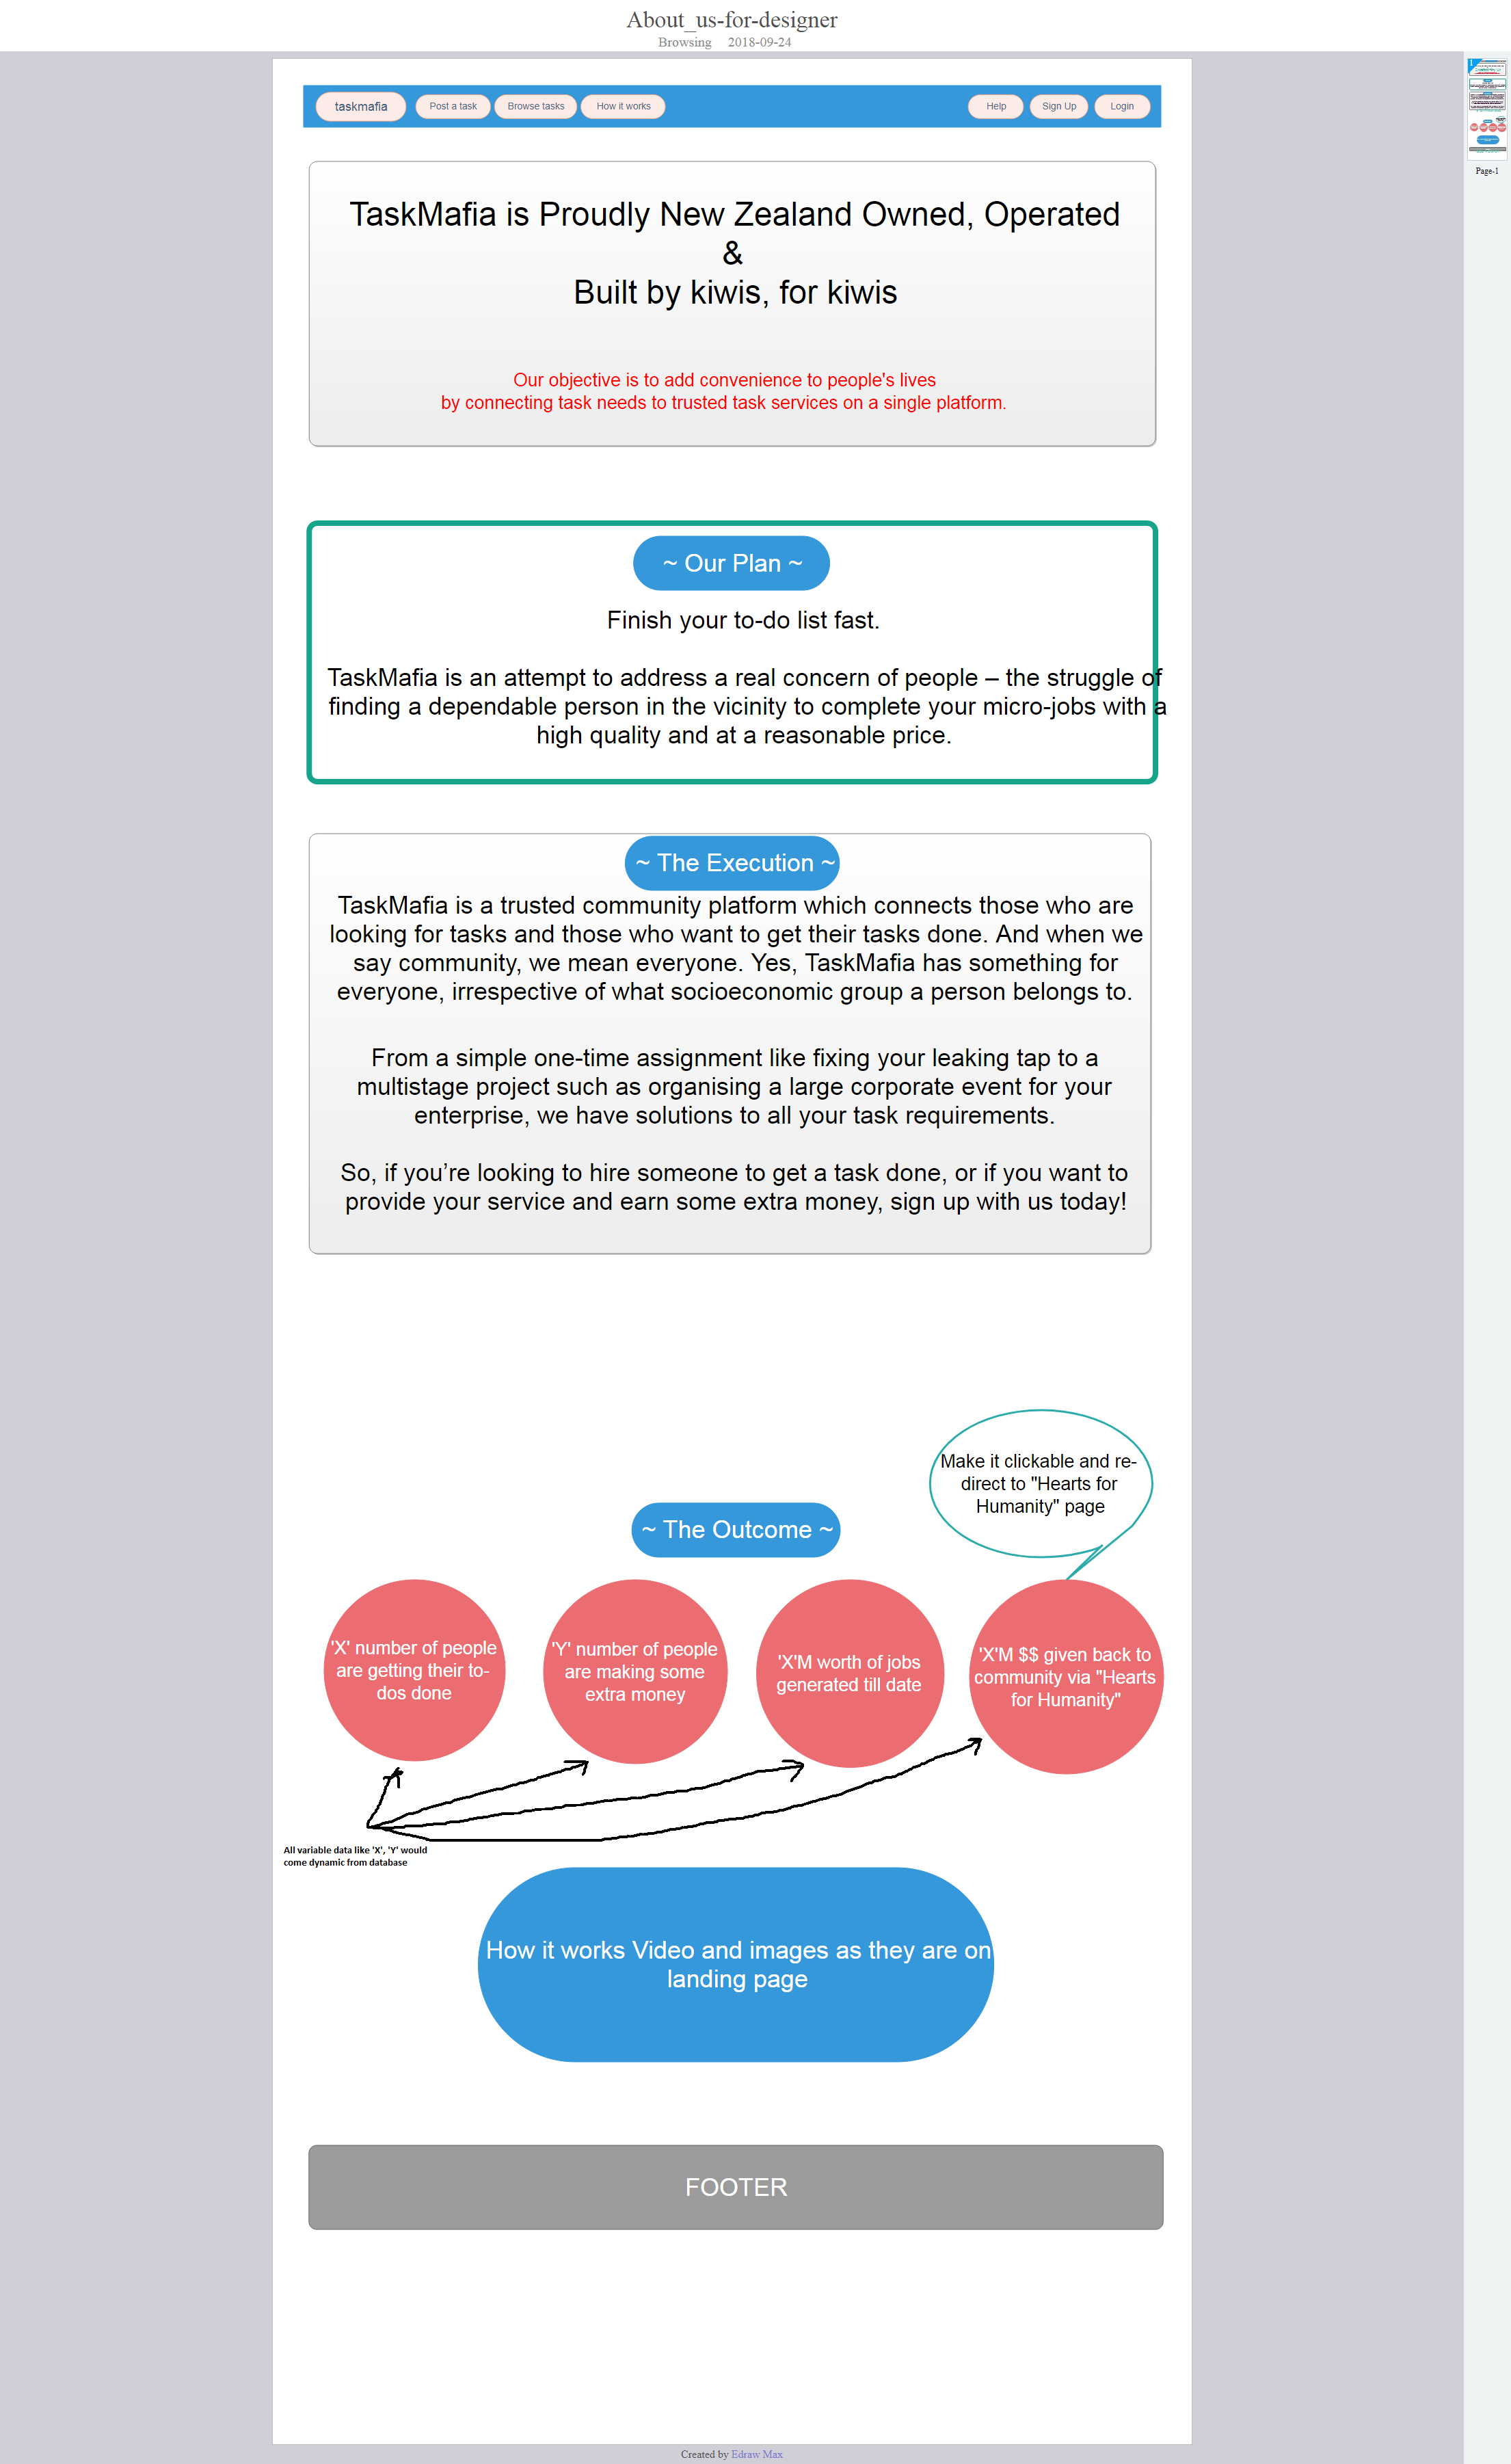 About_us-for-designer
Browsing 2018-09-24
taskmafia Post a task Browse tasks How it works Help Sign Up Login
1
Page-1
TaskMafia is Proudly New Zealand Owned, Operated
&
Built by kiwis, for kiwis
Our objective is to add convenience to people's lives
by connecting task needs to trusted task services on a single platform.
~ Our Plan ~
Finish your to-do list fast.
TaskMafia is an attempt to address a real concern of people – the struggle of
finding a dependable person in the vicinity to complete your micro-jobs with a
high quality and at a reasonable price.
~ The Execution ~
TaskMafia is a trusted community platform which connects those who are
looking for tasks and those who want to get their tasks done. And when we
say community, we mean everyone. Yes, TaskMafia has something for
everyone, irrespective of what socioeconomic group a person belongs to.
From a simple one-time assignment like fixing your leaking tap to a
multistage project such as organising a large corporate event for your
enterprise, we have solutions to all your task requirements.
So, if you’re looking to hire someone to get a task done, or if you want to
provide your service and earn some extra money, sign up with us today!
Make it clickable and re-
direct to "Hearts for
Humanity" page
~ The Outcome ~
'X' number of people
are getting their to-
dos done
'Y' number of people
are making some
extra money
'X'M worth of jobs
generated till date
'X'M $$ given back to
community via "Hearts
for Humanity"
All variable data like 'X', 'Y' would
come dynamic from database
How it works Video and images as they are on
landing page
FOOTER
Created by Edraw Max